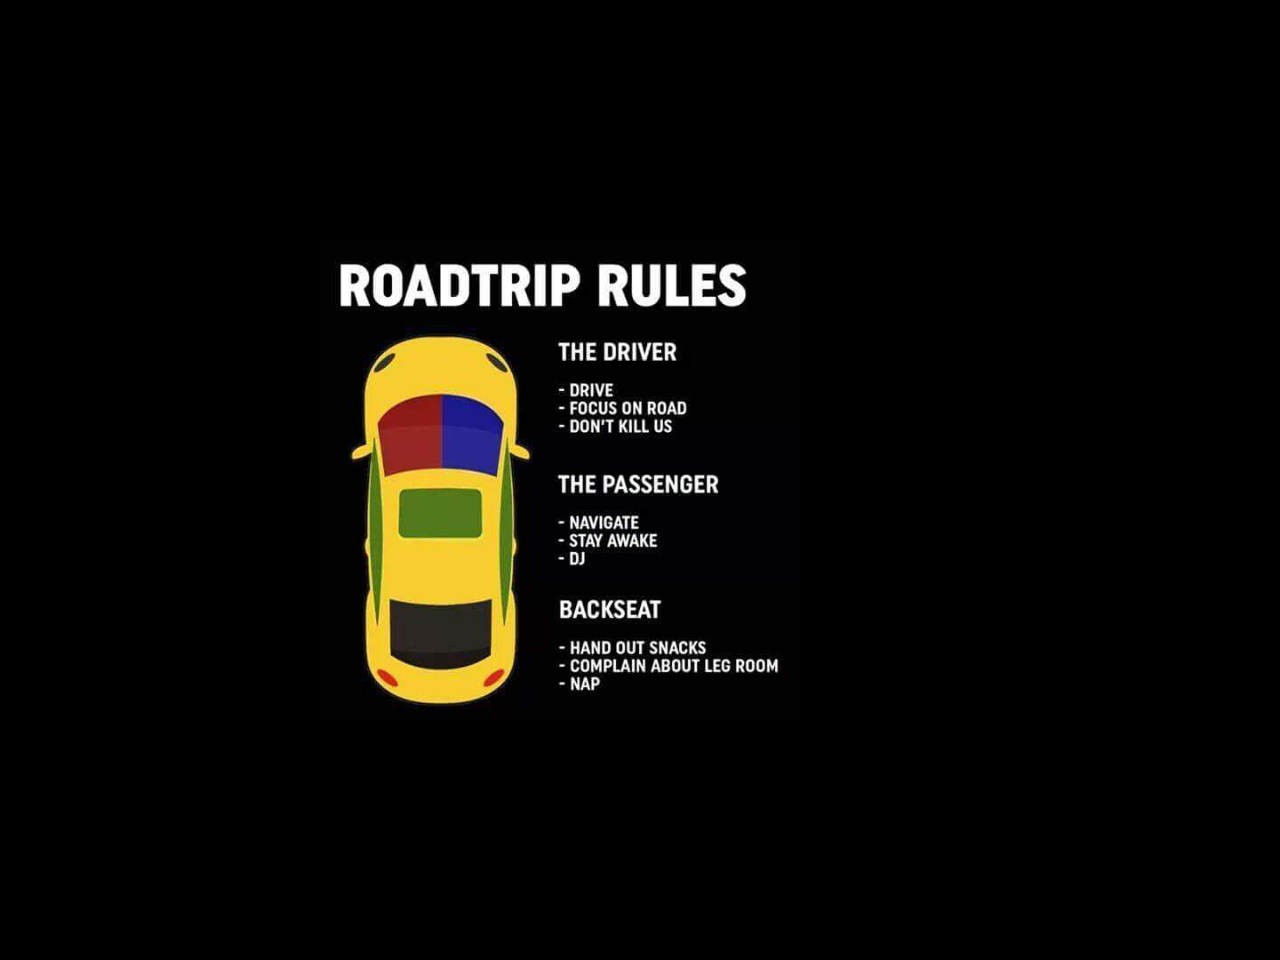 ROADTRIP RULES
THE DRIVER
- DRIVE
- FOCUS ON ROAD
- DON'T KILL US
THE PASSENGER
- NAVIGATE
- STAY AWAKE
- DJ
BACKSEAT
- HAND OUT SNACKS
- COMPLAIN ABOUT LEG ROOM
- NAP